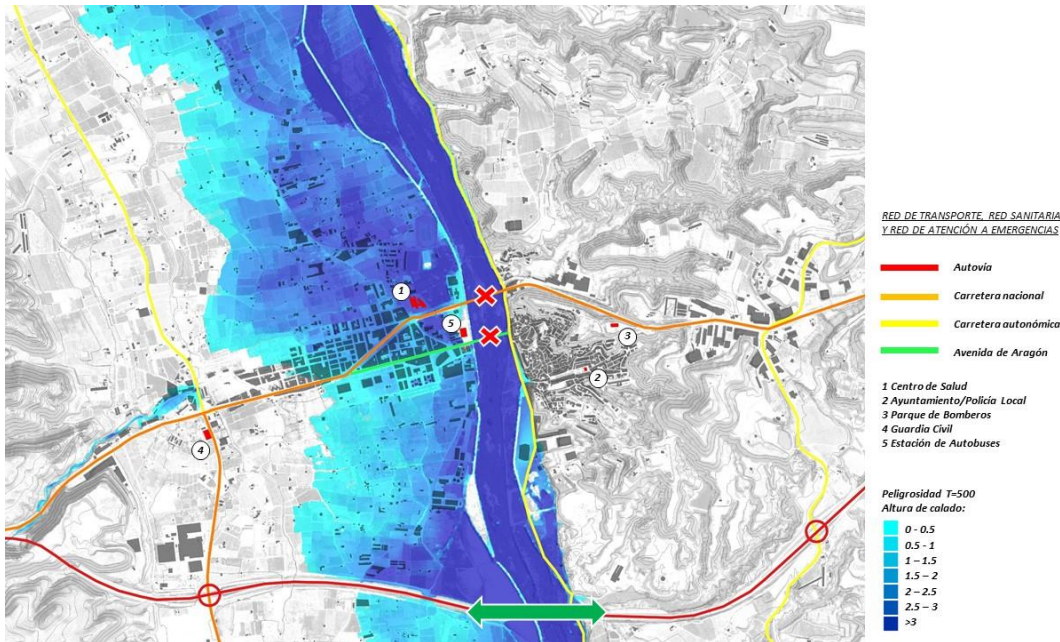 1
5
3
2
4
RED DE TRANSPORTE, RED SANITARIA
Y RED DE ATENCIÓN A EMERGENCIAS
Autovía
Carretera nacional
Carretera autonómica
Avenida de Aragón
1 Centro de Salud
2 Ayuntamiento/Policía Local
3 Parque de Bomberos
4 Guardia Civil
5 Estación de Autobuses
Peligrosidad T=500
Altura de calado:
0 - 0.5
0.5 - 1
1 – 1.5
1.5 – 2
2 – 2.5
2.5 – 3
>3